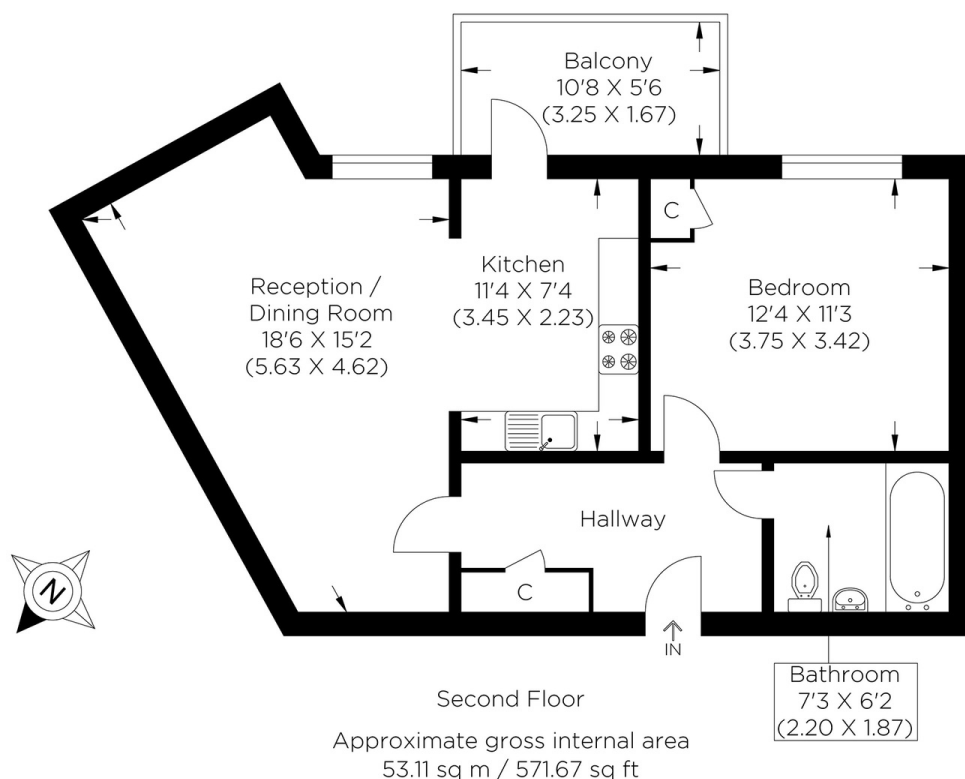 Balcony
10'8 X 5'6
(3.25 X 1.67)
C
Kitchen
11'4 X 7'4
(3.45 X 2.23)
Reception /
Dining Room
18'6 X 15'2
(5.63 X 4.62)
Bedroom
12'4 X 11'3
(3.75 X 3.42)
Hallway
N
C
IN
Bathroom
7'3 X 6'2
(2.20 X 1.87)
Second Floor
Approximate gross internal area
53.11 sq m / 571.67 sq ft